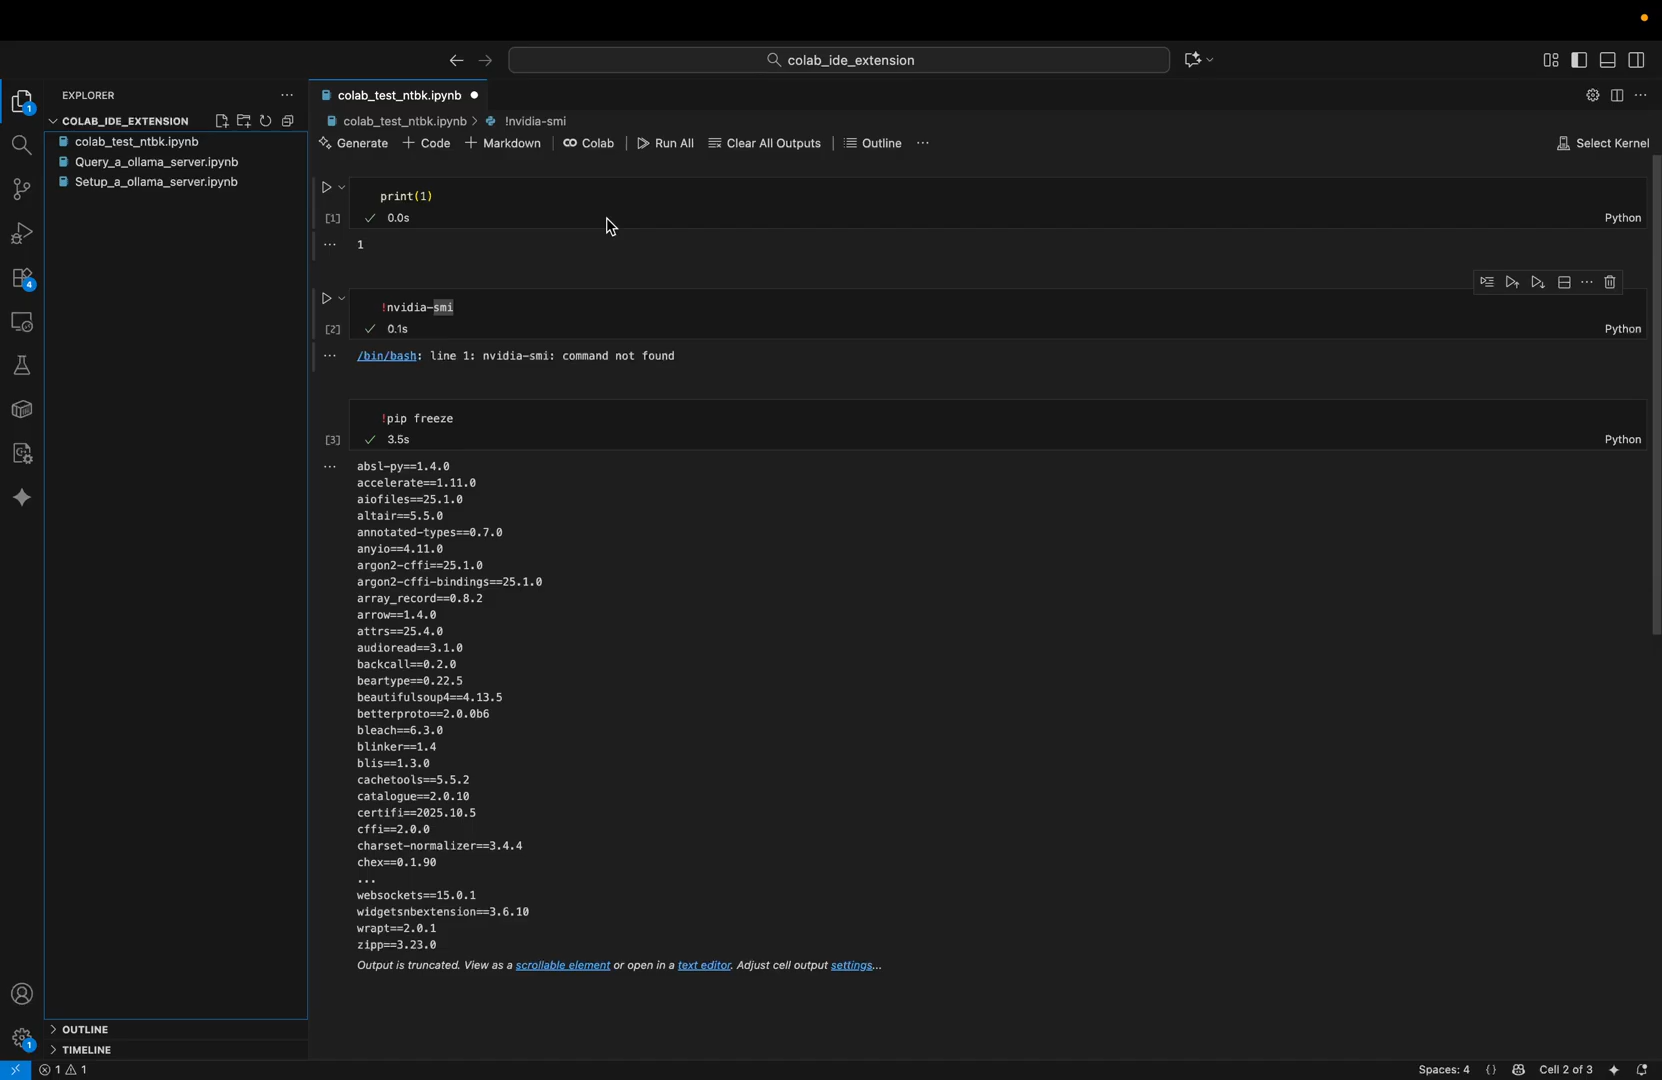 colab_ide_extension
EXPLORER
COLAB_IDE_EXTENSION
colab_test_ntbk.ipynb
Query_a_ollama_server.ipynb
Setup_a_ollama_server.ipynb
OUTLINE
TIMELINE
colab_test_ntbk.ipynb
colab_test_ntbk.ipynb > !nvidia-smi
Generate + Code + Markdown Colab Run All Clear All Outputs Outline ... Select Kernel
print(1)
[1] ✓ 0.0s Python
... 1
!nvidia-smi
[2] ✓ 0.1s Python
... /bin/bash: line 1: nvidia-smi: command not found
!pip freeze
[3] ✓ 3.5s Python
... absl-py==1.4.0
accelerate==1.11.0
aiofiles==25.1.0
altair==5.5.0
annotated-types==0.7.0
anyio==4.11.0
argon2-cffi==25.1.0
argon2-cffi-bindings==25.1.0
array_record==0.8.2
arrow==1.4.0
attrs==25.4.0
audioread==3.1.0
backcall==0.2.0
beartype==0.22.5
beautifulsoup4==4.13.5
betterproto==2.0.0b6
bleach==6.3.0
blinker==1.4
blis==1.3.0
cachetools==5.5.2
catalogue==2.0.10
certifi==2025.10.5
cffi==2.0.0
charset-normalizer==3.4.4
chex==0.1.90
...
websockets==15.0.1
widgetsnbextension==3.6.10
wrapt==2.0.1
zipp==3.23.0
Output is truncated. View as a scrollable element or open in a text editor. Adjust cell output settings...
1
4
1
1 1 Spaces: 4 {} Cell 2 of 3